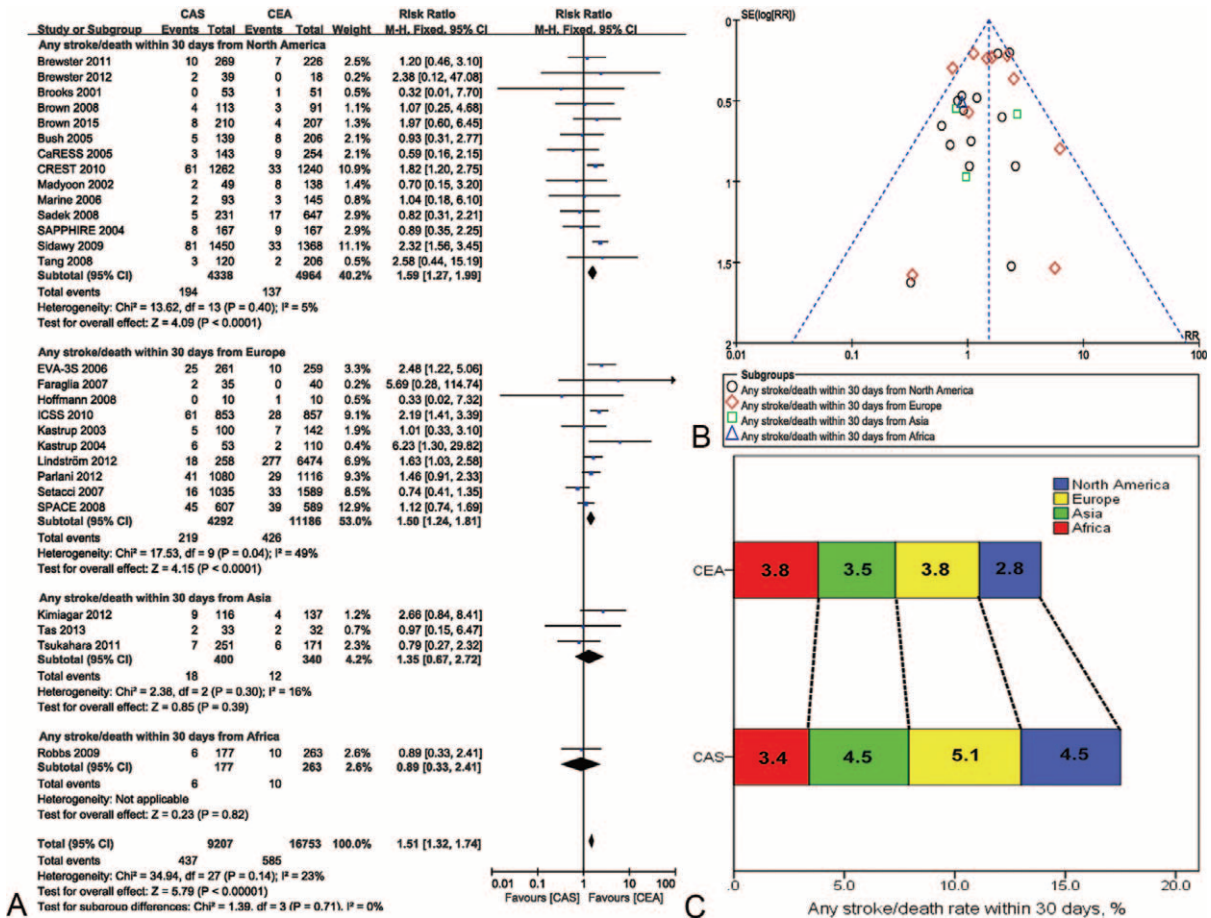 CAS CEA Risk Ratio Risk Ratio
Study or Subgroup Events Total Events Total Weight M-H. Fixed. 95% CI M-H. Fixed. 95% CI
Any stroke/death within 30 days from North America
Brewster 2011 10 269 7 226 2.5% 1.20 [0.46, 3.10]
Brewster 2012 2 39 0 18 0.2% 2.38 [0.12, 47.08]
Brooks 2001 0 53 1 51 0.5% 0.32 [0.01, 7.70]
Brown 2008 4 113 3 91 1.1% 1.07 [0.25, 4.68]
Brown 2015 8 210 4 207 1.3% 1.97 [0.60, 6.45]
Bush 2005 5 139 8 206 2.1% 0.93 [0.31, 2.77]
CaRESS 2005 3 143 9 254 2.1% 0.59 [0.16, 2.15]
CREST 2010 61 1262 33 1240 10.9% 1.82 [1.20, 2.75]
Madyoon 2002 2 49 8 138 1.4% 0.70 [0.15, 3.20]
Marine 2006 2 93 3 145 0.8% 1.04 [0.18, 6.10]
Sadek 2008 5 231 17 647 2.9% 0.82 [0.31, 2.21]
SAPPHIRE 2004 8 167 9 167 2.9% 0.89 [0.35, 2.25]
Sidawy 2009 81 1450 33 1368 11.1% 2.32 [1.56, 3.45]
Tang 2008 3 120 2 206 0.5% 2.58 [0.44, 15.19]
Subtotal (95% CI) 4338 4964 40.2% 1.59 [1.27, 1.99]
Total events 194 137
Heterogeneity: Chi² = 13.62, df = 13 (P = 0.40); I² = 5%
Test for overall effect: Z = 4.09 (P < 0.0001)
Any stroke/death within 30 days from Europe
EVA-3S 2006 25 261 10 259 3.3% 2.48 [1.22, 5.06]
Faraglia 2007 2 35 0 40 0.2% 5.69 [0.28, 114.74]
Hoffmann 2008 0 10 1 10 0.5% 0.33 [0.02, 7.32]
ICSS 2010 61 853 28 857 9.1% 2.19 [1.41, 3.39]
Kastrup 2003 5 100 7 142 1.9% 1.01 [0.33, 3.10]
Kastrup 2004 6 53 2 110 0.4% 6.23 [1.30, 29.82]
Lindström 2012 18 258 277 6474 6.9% 1.63 [1.03, 2.58]
Parlani 2012 41 1080 29 1116 9.3% 1.46 [0.91, 2.33]
Setacci 2007 16 1035 33 1589 8.5% 0.74 [0.41, 1.35]
SPACE 2008 45 607 39 589 12.9% 1.12 [0.74, 1.69]
Subtotal (95% CI) 4292 11186 53.0% 1.50 [1.24, 1.81]
Total events 219 426
Heterogeneity: Chi² = 17.53, df = 9 (P = 0.04); I² = 49%
Test for overall effect: Z = 4.15 (P < 0.0001)
Any stroke/death within 30 days from Asia
Kimiagar 2012 9 116 4 137 1.2% 2.66 [0.84, 8.41]
Tas 2013 2 33 2 32 0.7% 0.97 [0.15, 6.47]
Tsukahara 2011 7 251 6 171 2.3% 0.79 [0.27, 2.32]
Subtotal (95% CI) 400 340 4.2% 1.35 [0.67, 2.72]
Total events 18 12
Heterogeneity: Chi² = 2.38, df = 2 (P = 0.30); I² = 16%
Test for overall effect: Z = 0.85 (P = 0.39)
Any stroke/death within 30 days from Africa
Robbs 2009 6 177 10 263 2.6% 0.89 [0.33, 2.41]
Subtotal (95% CI) 177 263 2.6% 0.89 [0.33, 2.41]
Total events 6 10
Heterogeneity: Not applicable
Test for overall effect: Z = 0.23 (P = 0.82)
Total (95% CI) 9207 16753 100.0% 1.51 [1.32, 1.74]
Total events 437 585
Heterogeneity: Chi² = 34.94, df = 27 (P = 0.14); I² = 23%
Test for overall effect: Z = 5.79 (P < 0.00001)
Test for subgroup differences: Chi² = 1.39. df = 3 (P = 0.71). I² = 0%
0.01 0.1 1 10 100
Favours [CAS] Favours [CEA]
A
SE(log[RR])
0
0.5
1
1.5
2
0.01 0.1 1 10 100
RR
Subgroups
Any stroke/death within 30 days from North America
Any stroke/death within 30 days from Europe
Any stroke/death within 30 days from Asia
Any stroke/death within 30 days from Africa
B
North America
Europe
Asia
Africa
CEA 3.8 3.5 3.8 2.8
CAS 3.4 4.5 5.1 4.5
.0 5.0 10.0 15.0 20.0
Any stroke/death rate within 30 days, %
C